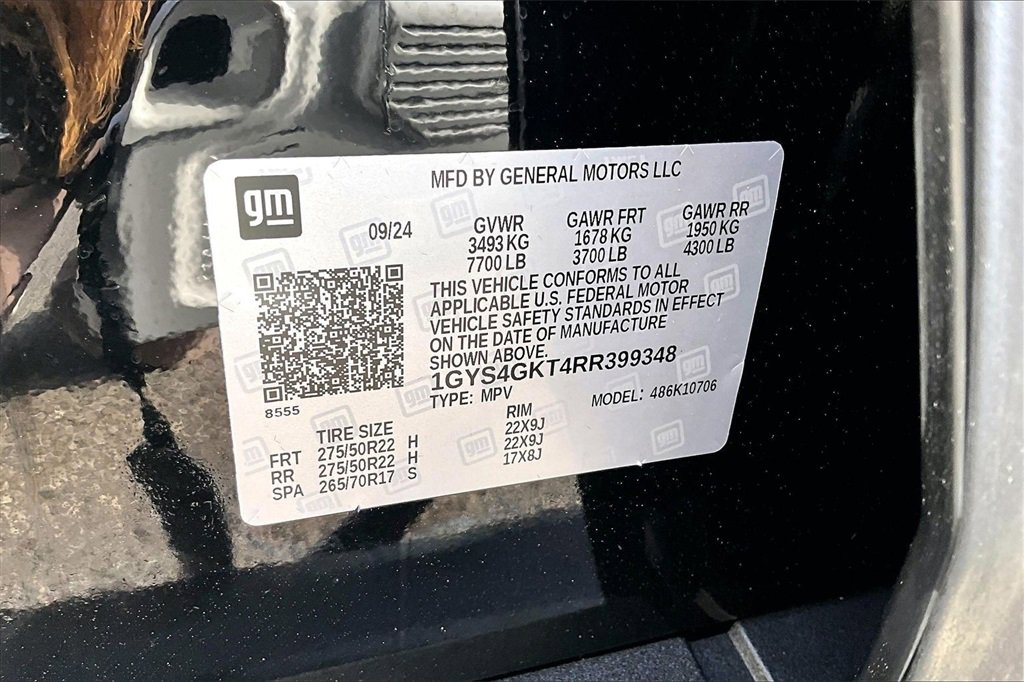 gm
MFD BY GENERAL MOTORS LLC
09/24
GVWR
3493 KG
7700 LB
GAWR FRT
1678 KG
3700 LB
GAWR RR
1950 KG
4300 LB
THIS VEHICLE CONFORMS TO ALL
APPLICABLE U.S. FEDERAL MOTOR
VEHICLE SAFETY STANDARDS IN EFFECT
ON THE DATE OF MANUFACTURE
SHOWN ABOVE.
1GYS4GKT4RR399348
TYPE: MPV
MODEL: 486K10706
8555
TIRE SIZE
RIM
FRT 275/50R22 H 22X9J
RR 275/50R22 H 22X9J
SPA 265/70R17 S 17X8J